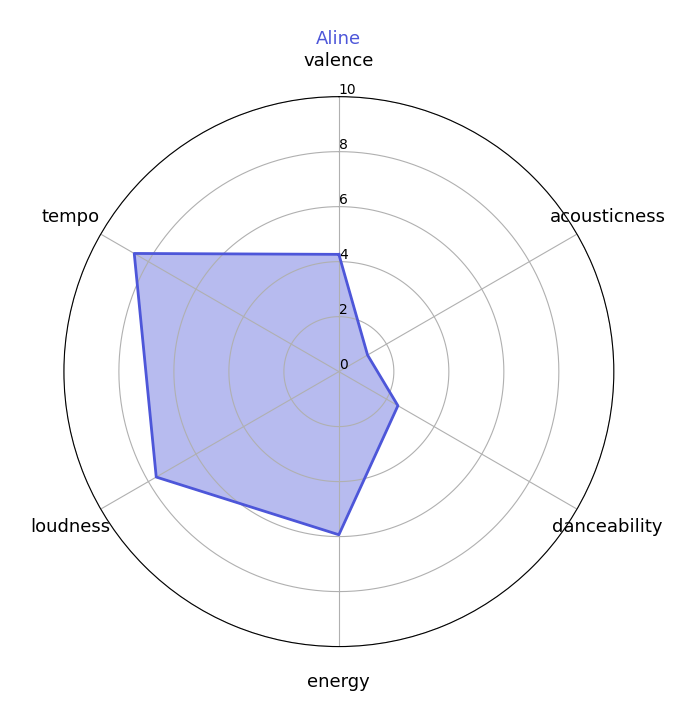 Aline
valence
10
8
tempo
6
acousticness
4
2
0
loudness
danceability
energy